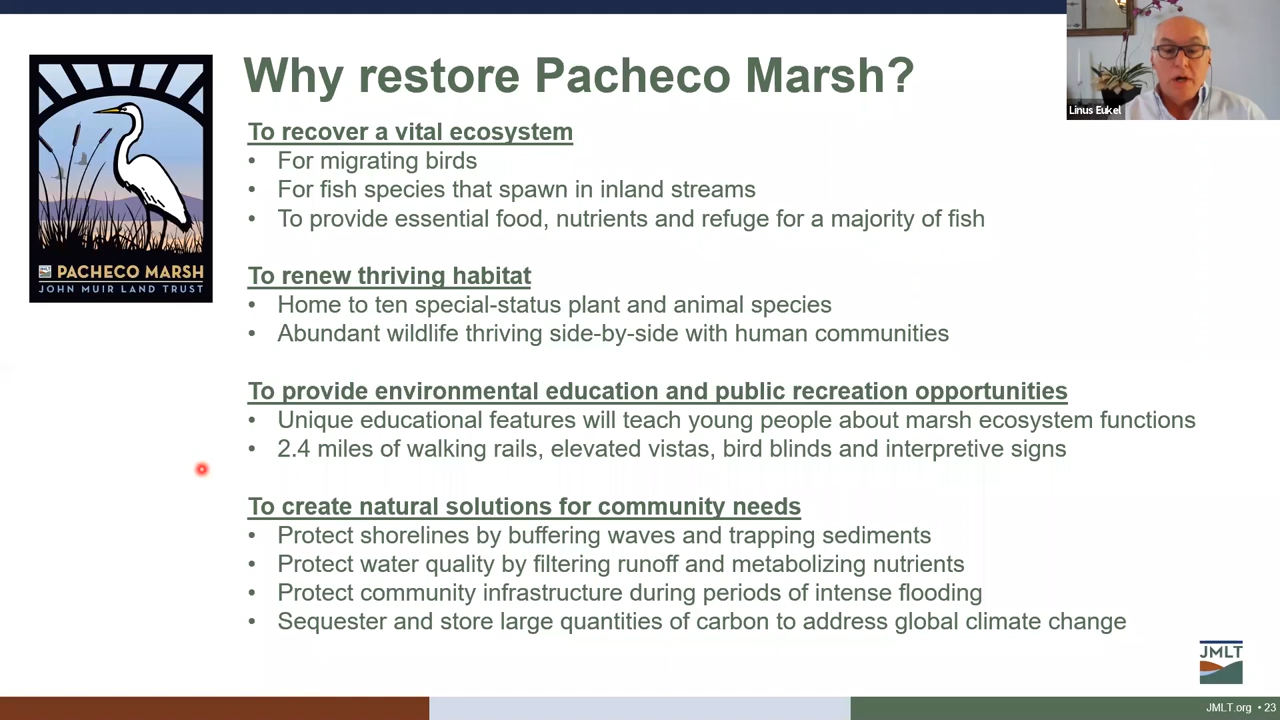 Why restore Pacheco Marsh?
Linus Eukel
To recover a vital ecosystem
• For migrating birds
• For fish species that spawn in inland streams
• To provide essential food, nutrients and refuge for a majority of fish
PACHECO MARSH
JOHN MUIR LAND TRUST
To renew thriving habitat
• Home to ten special-status plant and animal species
• Abundant wildlife thriving side-by-side with human communities
To provide environmental education and public recreation opportunities
• Unique educational features will teach young people about marsh ecosystem functions
• 2.4 miles of walking rails, elevated vistas, bird blinds and interpretive signs
To create natural solutions for community needs
• Protect shorelines by buffering waves and trapping sediments
• Protect water quality by filtering runoff and metabolizing nutrients
• Protect community infrastructure during periods of intense flooding
• Sequester and store large quantities of carbon to address global climate change
JMLT
JMLT.org • 23